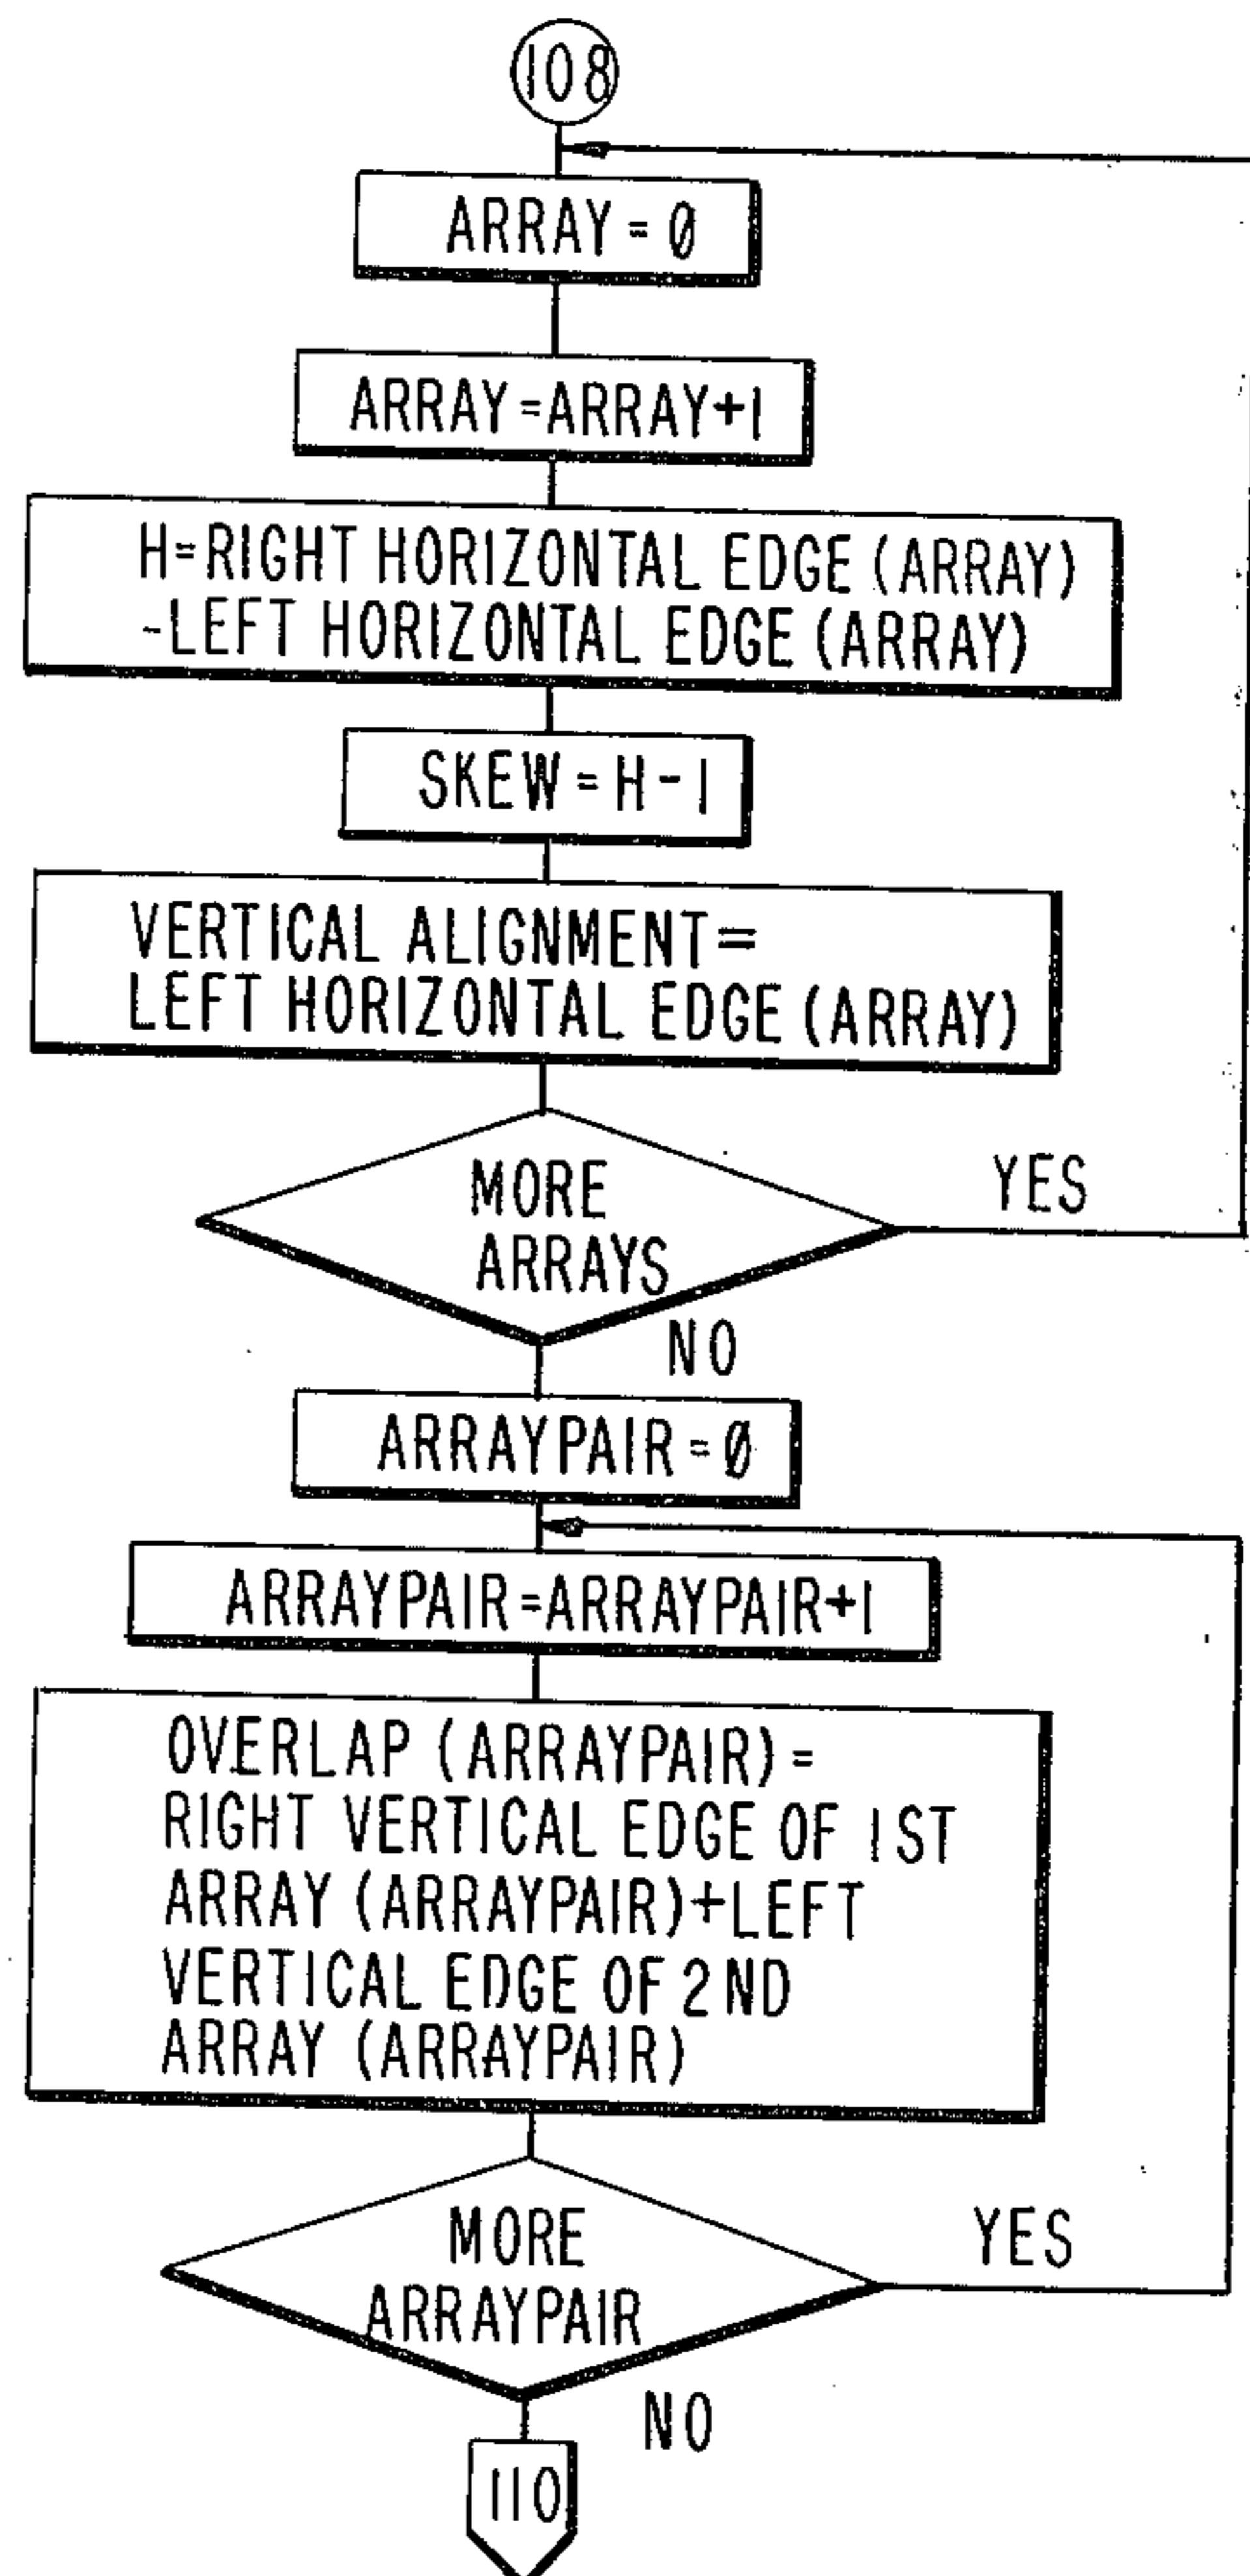 108
ARRAY = Ø
ARRAY = ARRAY+1
H=RIGHT HORIZONTAL EDGE (ARRAY)
-LEFT HORIZONTAL EDGE (ARRAY)
SKEW = H-1
VERTICAL ALIGNMENT=
LEFT HORIZONTAL EDGE (ARRAY)
MORE
ARRAYS
YES
NO
ARRAYPAIR = Ø
ARRAYPAIR=ARRAYPAIR+1
OVERLAP (ARRAYPAIR) =
RIGHT VERTICAL EDGE OF 1ST
ARRAY (ARRAYPAIR)+LEFT
VERTICAL EDGE OF 2ND
ARRAY (ARRAYPAIR)
MORE
ARRAYPAIR
YES
NO
110